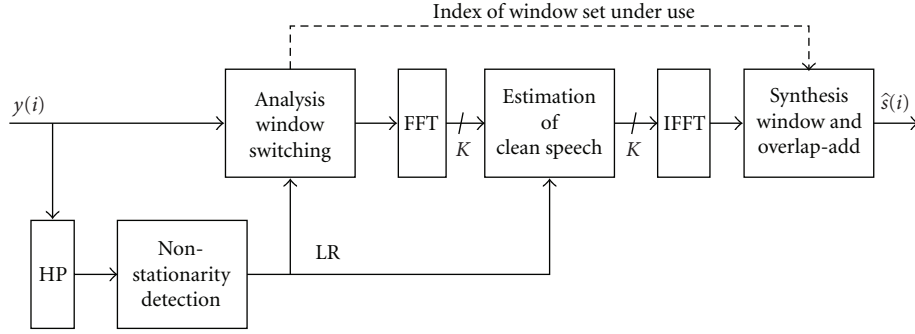 Index of window set under use
y(i)
Analysis
window
switching
FFT
K
Estimation
of
clean speech
K
IFFT
Synthesis
window and
overlap-add
ŝ(i)
HP
Non-
stationarity
detection
LR